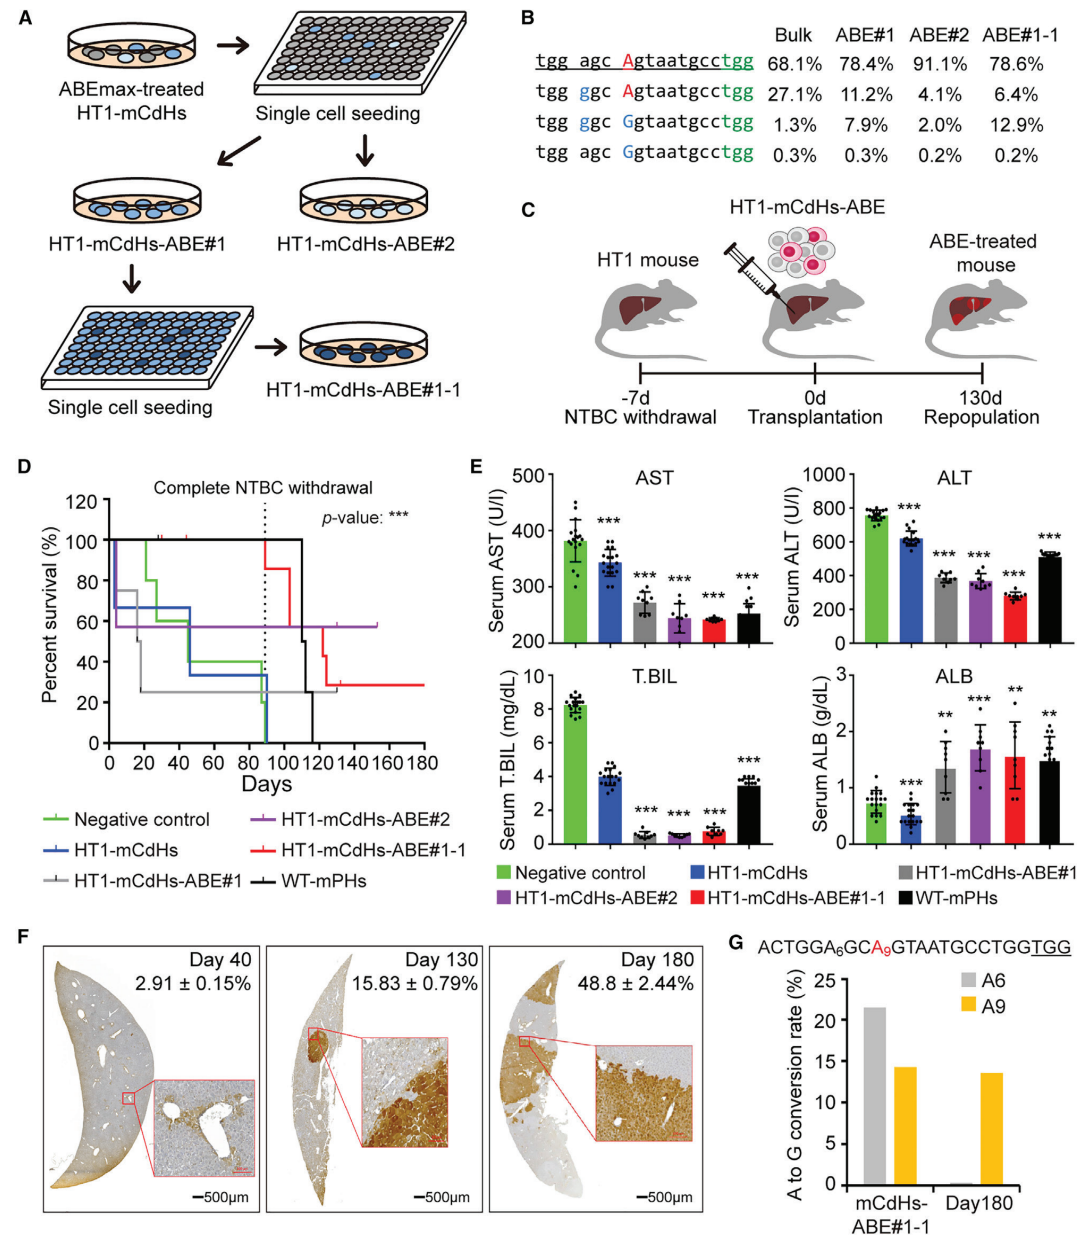 A
ABEmax-treated
HT1-mCdHs
Single cell seeding
HT1-mCdHs-ABE#1
HT1-mCdHs-ABE#2
Single cell seeding
HT1-mCdHs-ABE#1-1
B
Bulk ABE#1 ABE#2 ABE#1-1
tgg agc Agtaatgcctgg 68.1% 78.4% 91.1% 78.6%
tgg ggc Agtaatgcctgg 27.1% 11.2% 4.1% 6.4%
tgg ggc Ggtaatgcctgg 1.3% 7.9% 2.0% 12.9%
tgg agc Ggtaatgcctgg 0.3% 0.3% 0.2% 0.2%
C
HT1-mCdHs-ABE
HT1 mouse
ABE-treated
mouse
-7d 0d 130d
NTBC withdrawal Transplantation Repopulation
D
Complete NTBC withdrawal
p-value: ***
Percent survival (%)
120
100
80
60
40
20
0
0 20 40 60 80 100 120 140 160 180
Days
Negative control
HT1-mCdHs
HT1-mCdHs-ABE#1
HT1-mCdHs-ABE#2
HT1-mCdHs-ABE#1-1
WT-mPHs
E
AST
Serum AST (U/l)
500
400
300
200
*** *** *** *** ***
ALT
Serum ALT (U/l)
1000
800
600
400
200
0
*** *** *** *** ***
T.BIL
Serum T.BIL (mg/dL)
10
8
6
4
2
0
*** *** *** ***
ALB
Serum ALB (g/dL)
3
2
1
0
*** ** *** ** **
Negative control HT1-mCdHs HT1-mCdHs-ABE#1
HT1-mCdHs-ABE#2 HT1-mCdHs-ABE#1-1 WT-mPHs
F
Day 40
2.91 ± 0.15%
500μm
Day 130
15.83 ± 0.79%
500μm
Day 180
48.8 ± 2.44%
500μm
G
ACTGGA6GCA9GTAATGCCTGGTGG
A to G conversion rate (%)
25
20
15
10
5
0
A6
A9
mCdHs-
ABE#1-1
Day180